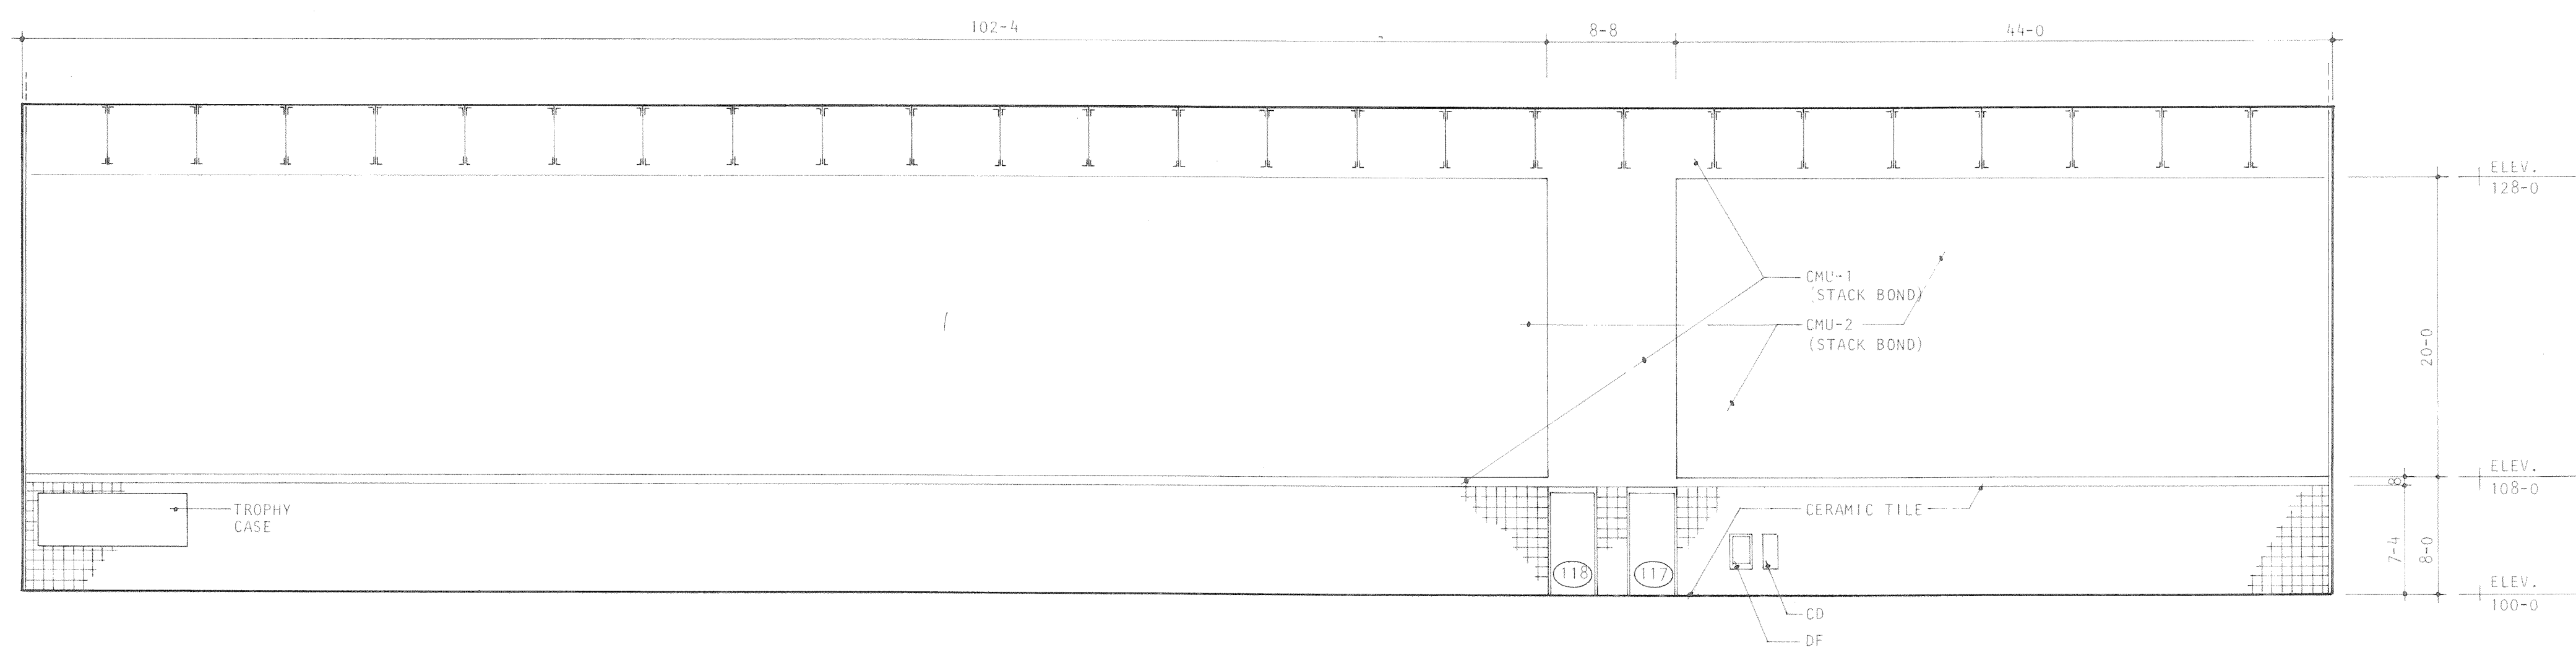 102-4
8-8
44-0
ELEV.
128-0
CMU-1
(STACK BOND)
CMU-2
(STACK BOND)
20-0
ELEV.
108-0
8
TROPHY
CASE
CERAMIC TILE
7-4
8-0
118
117
ELEV.
100-0
CD
DF